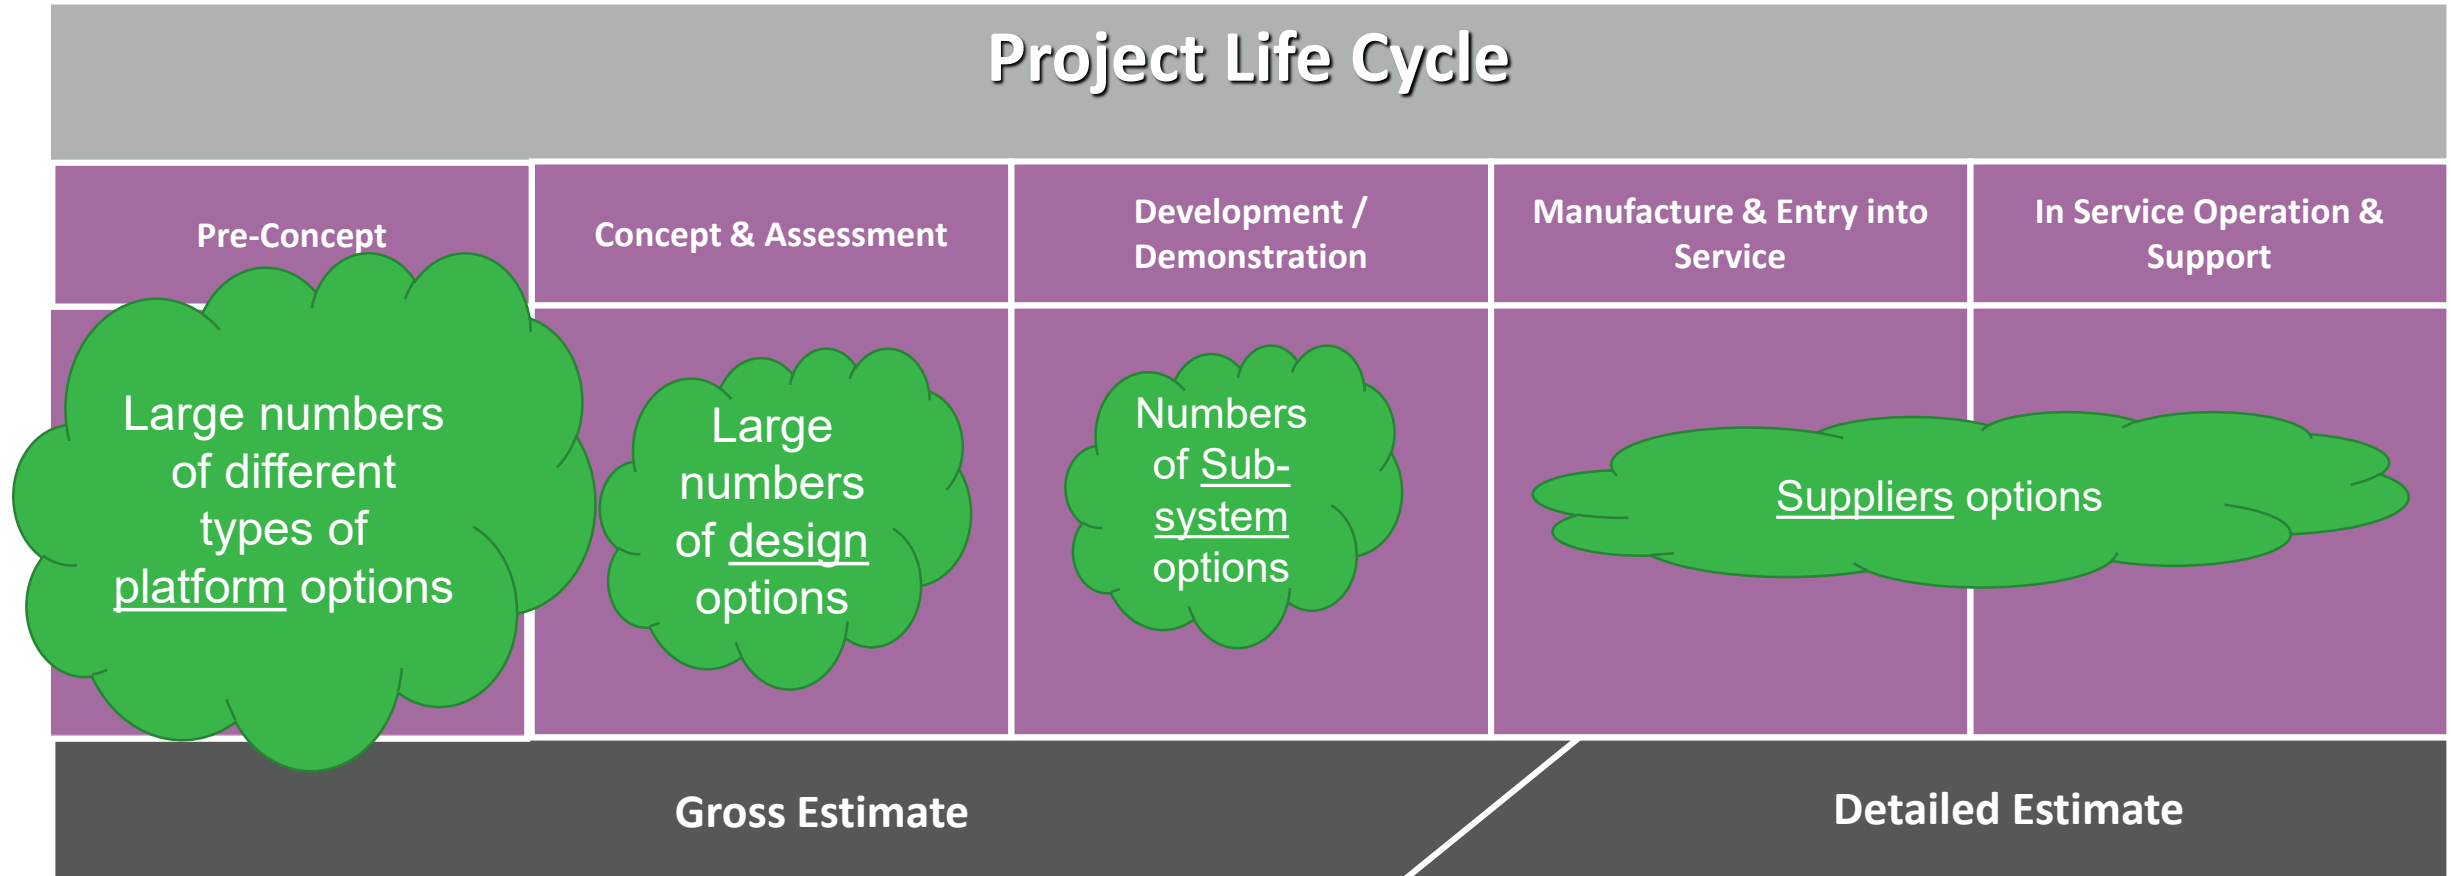 Project Life Cycle
Pre-Concept
Concept & Assessment
Development /
Demonstration
Manufacture & Entry into
Service
In Service Operation &
Support
Large numbers
of different
types of
platform options
Large
numbers
of design
options
Numbers
of Sub-
system
options
Suppliers options
Gross Estimate
Detailed Estimate